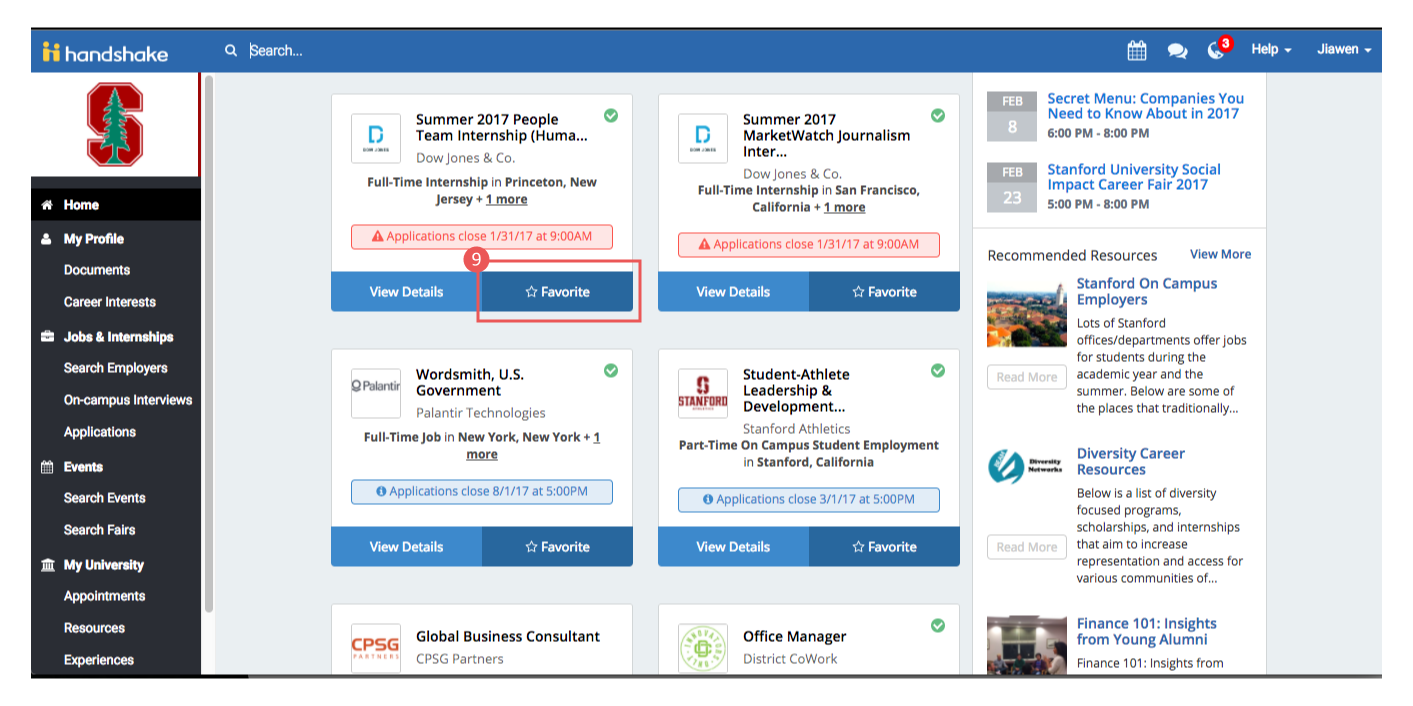 handshake
Search...
3
Help
Jiawen
S
Home
My Profile
Documents
Career Interests
Jobs & Internships
Search Employers
On-campus Interviews
Applications
Events
Search Events
Search Fairs
My University
Appointments
Resources
Experiences
DOW JONES
Summer 2017 People
Team Internship (Huma...
Dow Jones & Co.
Full-Time Internship in Princeton, New
Jersey + 1 more
Applications close 1/31/17 at 9:00AM
9
View Details
Favorite
DOW JONES
Summer 2017
MarketWatch Journalism
Inter...
Dow Jones & Co.
Full-Time Internship in San Francisco,
California + 1 more
Applications close 1/31/17 at 9:00AM
View Details
Favorite
Palantir
Wordsmith, U.S.
Government
Palantir Technologies
Full-Time Job in New York, New York + 1
more
Applications close 8/1/17 at 5:00PM
View Details
Favorite
S
STANFORD
Student-Athlete
Leadership &
Development...
Stanford Athletics
Part-Time On Campus Student Employment
in Stanford, California
Applications close 3/1/17 at 5:00PM
View Details
Favorite
CPSG
PARTNERS
Global Business Consultant
CPSG Partners
Office Manager
District CoWork
FEB
8
Secret Menu: Companies You
Need to Know About in 2017
6:00 PM - 8:00 PM
FEB
23
Stanford University Social
Impact Career Fair 2017
5:00 PM - 8:00 PM
Recommended Resources
View More
Stanford On Campus
Employers
Lots of Stanford
offices/departments offer jobs
for students during the
academic year and the
summer. Below are some of
the places that traditionally...
Read More
Diversity
Networks
Diversity Career
Resources
Below is a list of diversity
focused programs,
scholarships, and internships
that aim to increase
representation and access for
various communities of...
Read More
Finance 101: Insights
from Young Alumni
Finance 101: Insights from